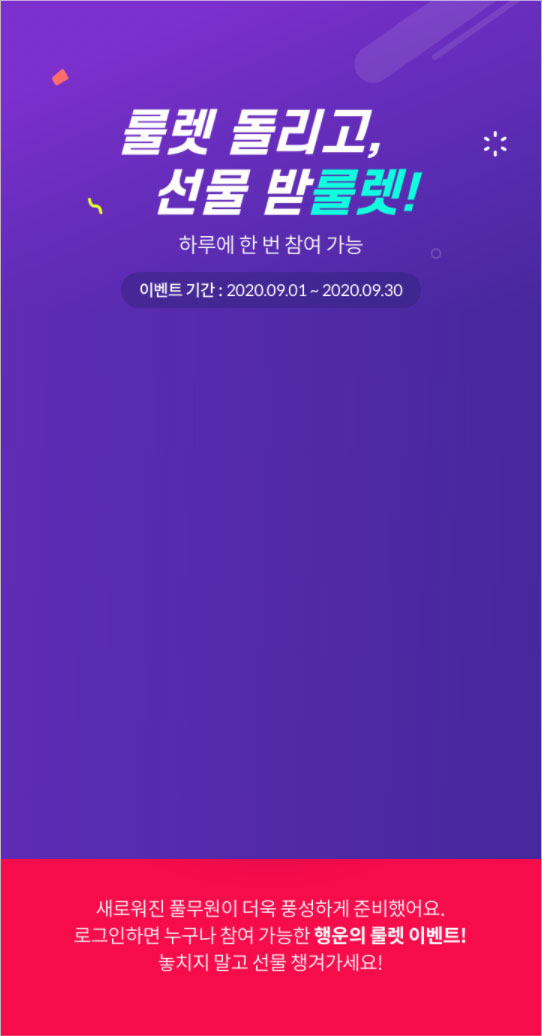 룰렛 돌리고,
선물 받룰렛!
하루에 한 번 참여 가능
이벤트 기간 : 2020.09.01 ~ 2020.09.30
새로워진 풀무원이 더욱 풍성하게 준비했어요.
로그인하면 누구나 참여 가능한 행운의 룰렛 이벤트!
놓치지 말고 선물 챙겨가세요!